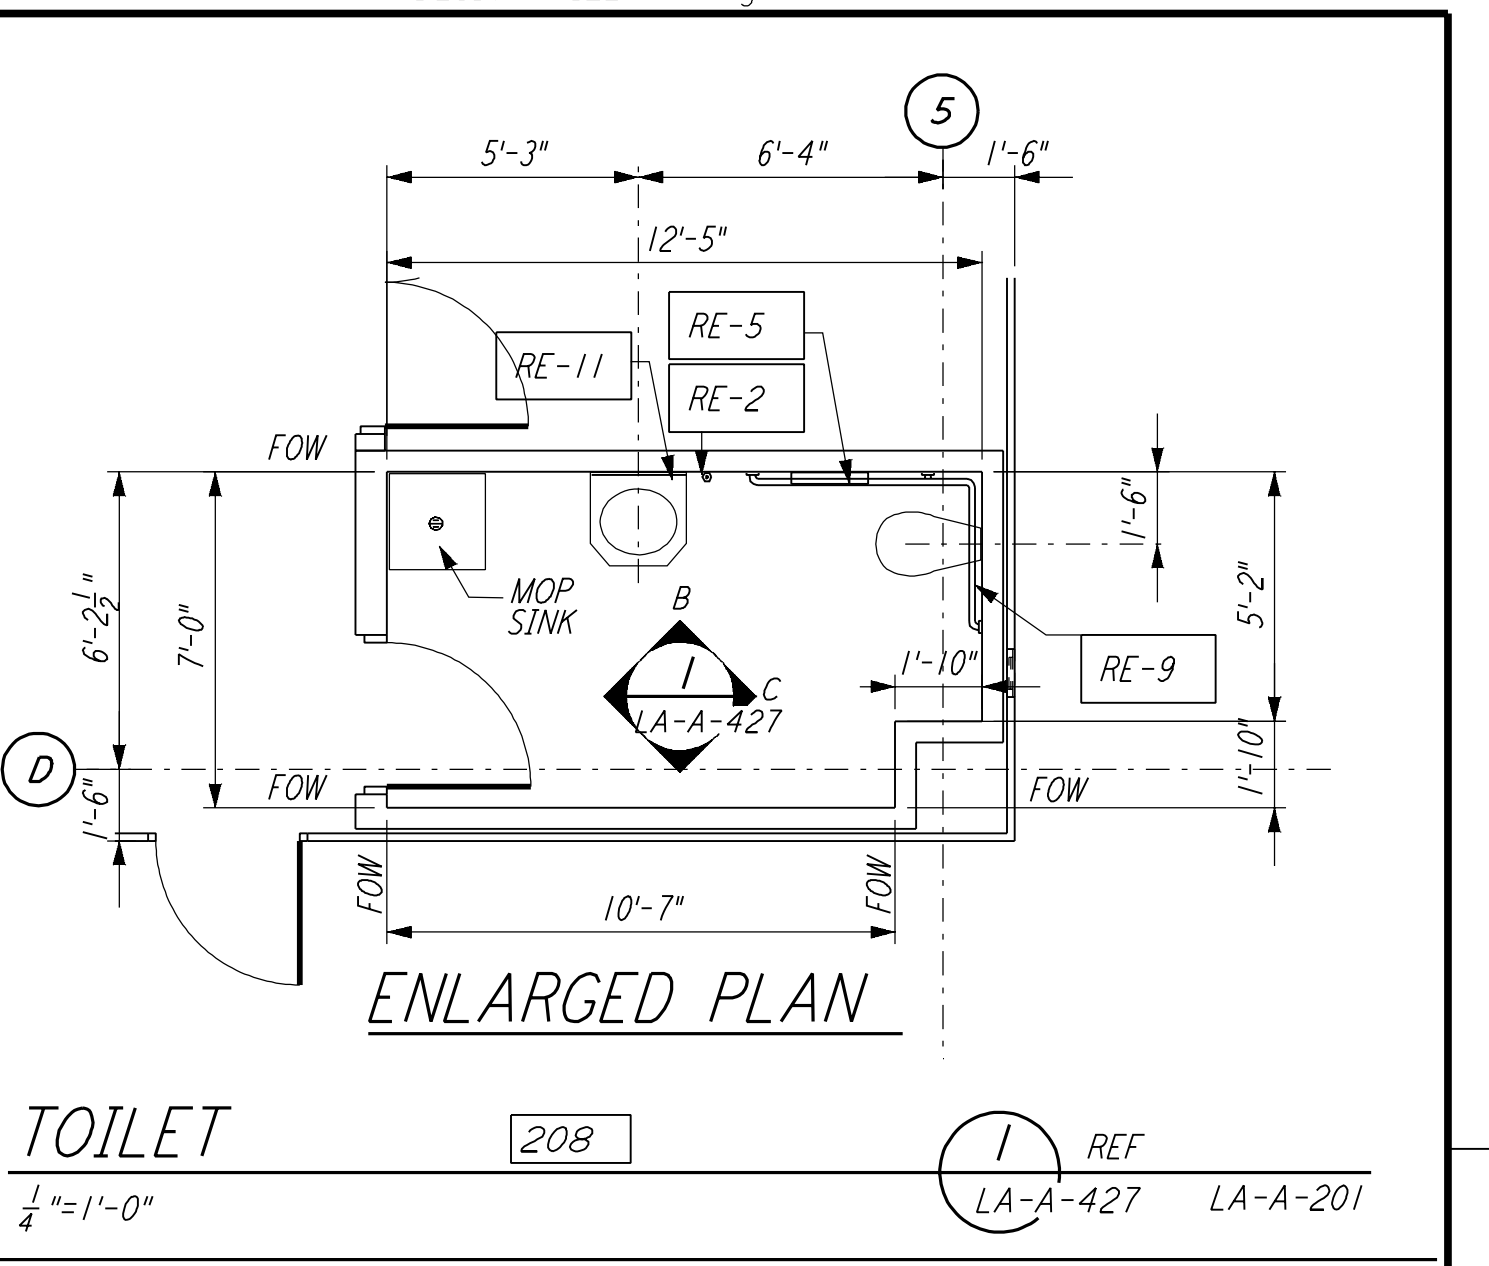 5
5'-3"
6'-4"
1'-6"
12'-5"
RE-5
RE-11
RE-2
FOW
1'-6"
MOP
SINK
B
6'-2 1/2"
7'-0"
5'-2"
1'-10"
RE-9
1
C
LA-A-427
D
1'-6"
FOW
FOW
1'-10"
FOW
FOW
10'-7"
ENLARGED PLAN
TOILET
208
1
REF
1/4"=1'-0"
LA-A-427
LA-A-201